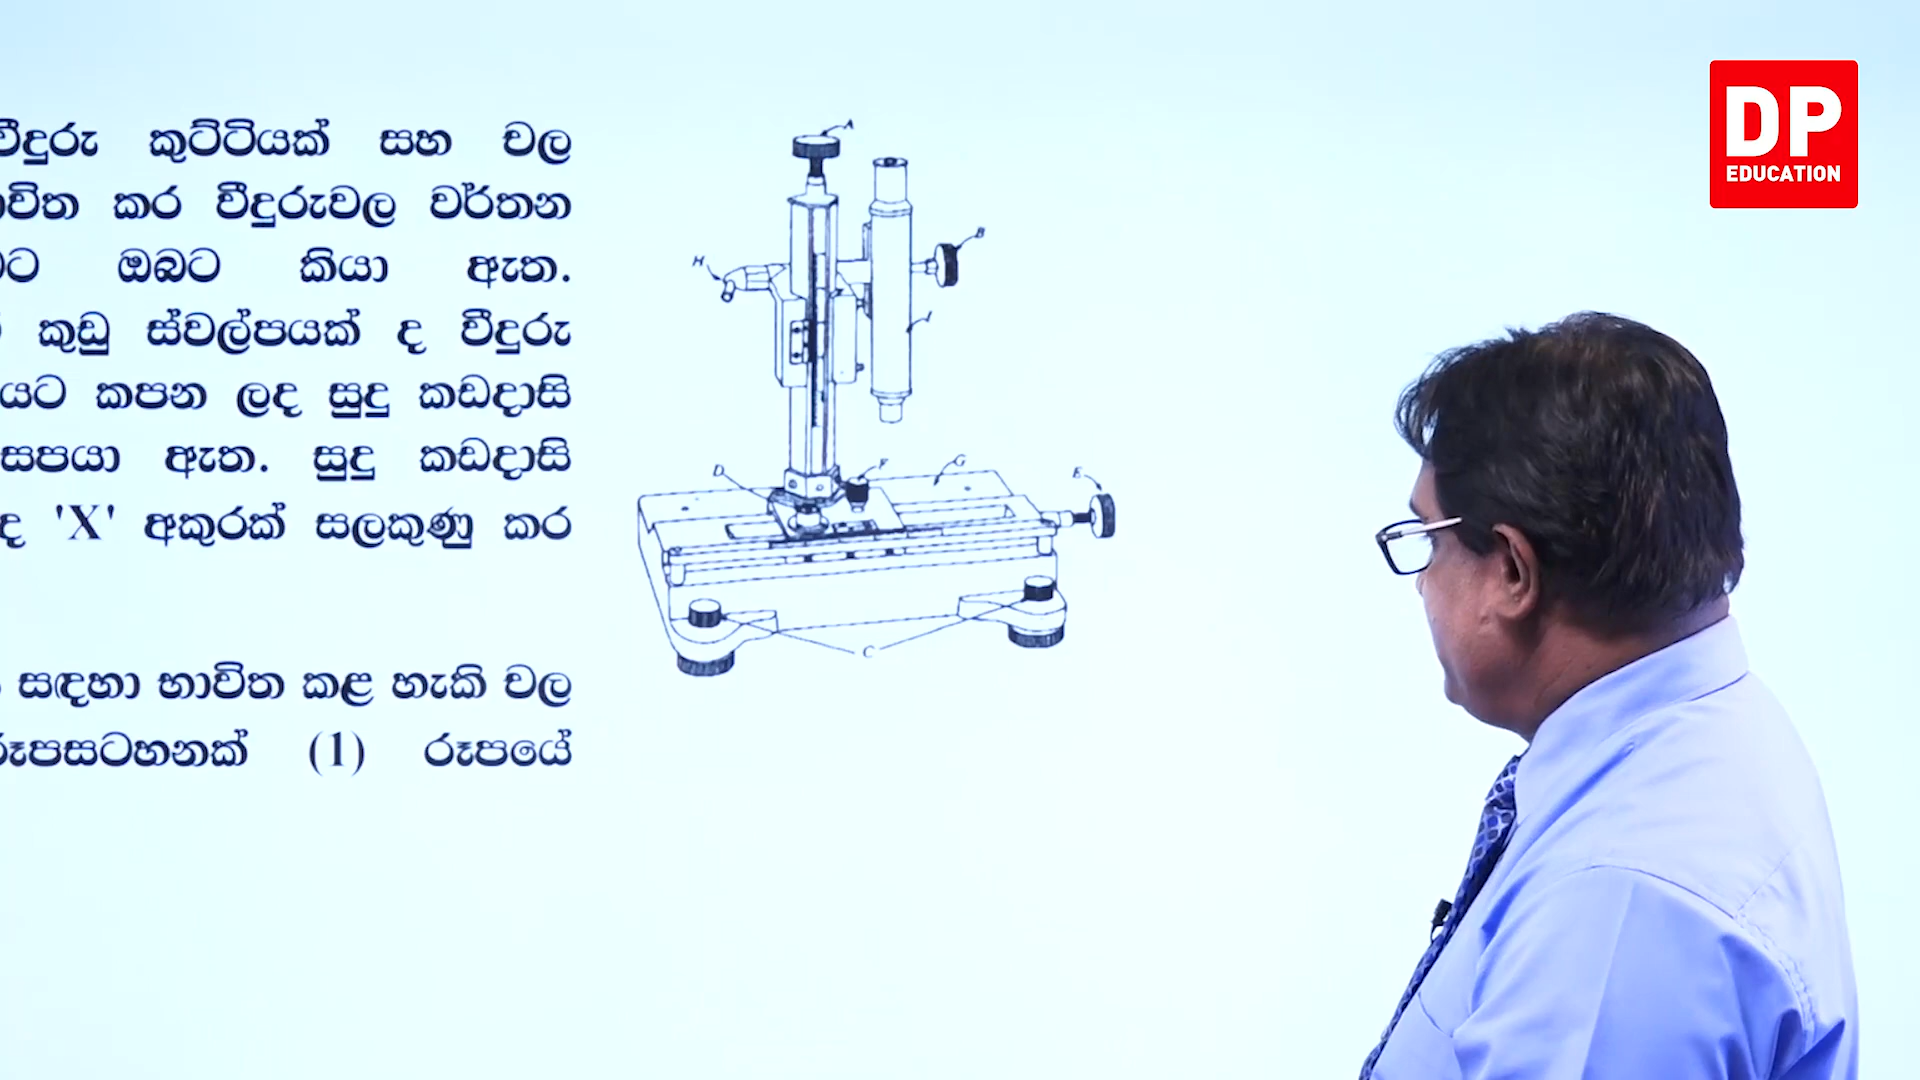 වීදුරු කුට්ටියක් සහ චල
කර වීදුරුවල වර්තන
ඔබට කියා ඇත.
කුඩු ස්වල්පයක් ද වීදුරු
කපන ලද සුදු කඩදාසි
සපයා ඇත. සුදු කඩදාසි
ද 'X' අකුරක් සලකුණු කර
සඳහා භාවිත කළ හැකි චල
රූපසටහනක් (1) රූපයේ
A
B
H
D
F
G
E
C
DP
EDUCATION